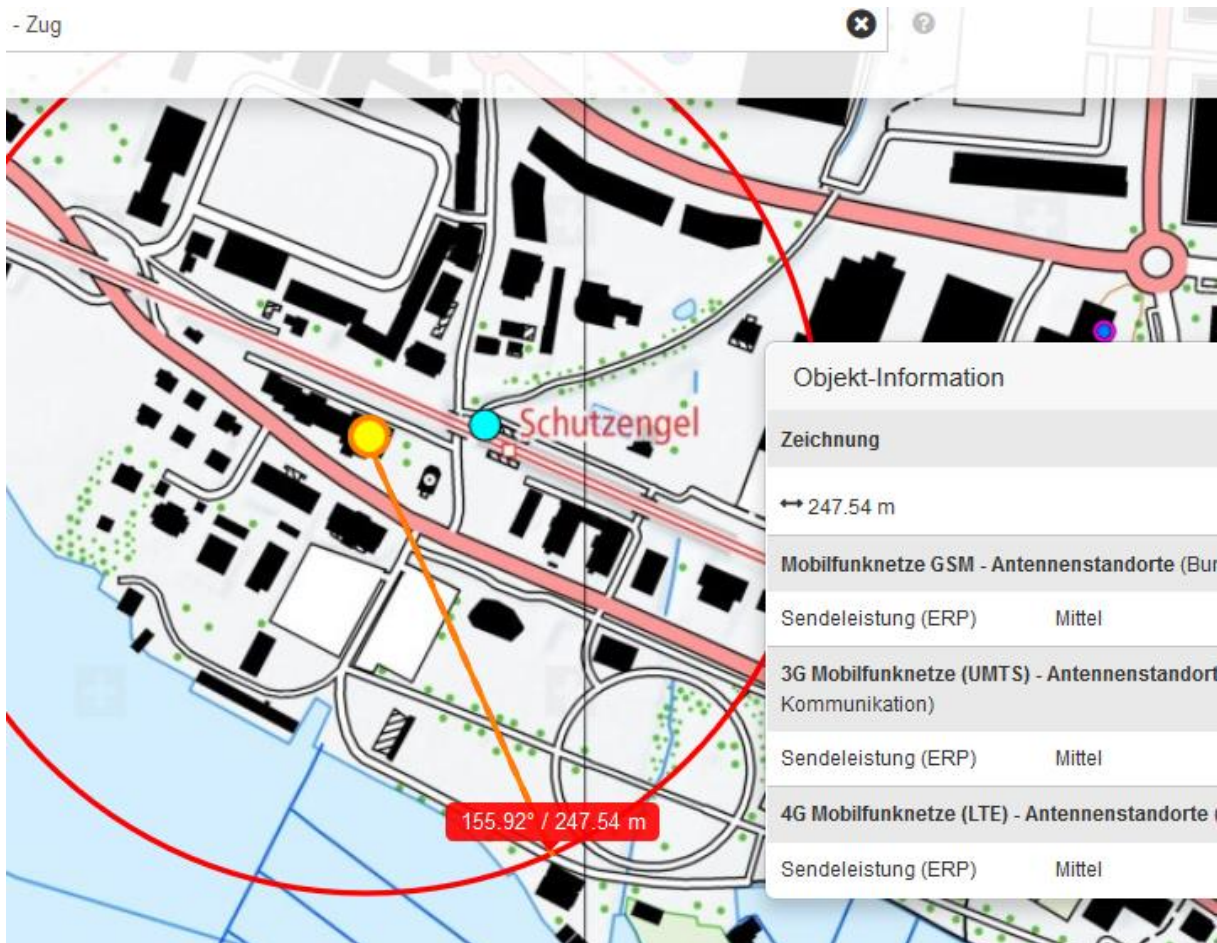 - Zug
Schutzengel
Objekt-Information
Zeichnung
↔ 247.54 m
Mobilfunknetze GSM - Antennenstandorte (Bur
Sendeleistung (ERP) Mittel
3G Mobilfunknetze (UMTS) - Antennenstandort
Kommunikation)
Sendeleistung (ERP) Mittel
4G Mobilfunknetze (LTE) - Antennenstandorte (
Sendeleistung (ERP) Mittel
155.92° / 247.54 m